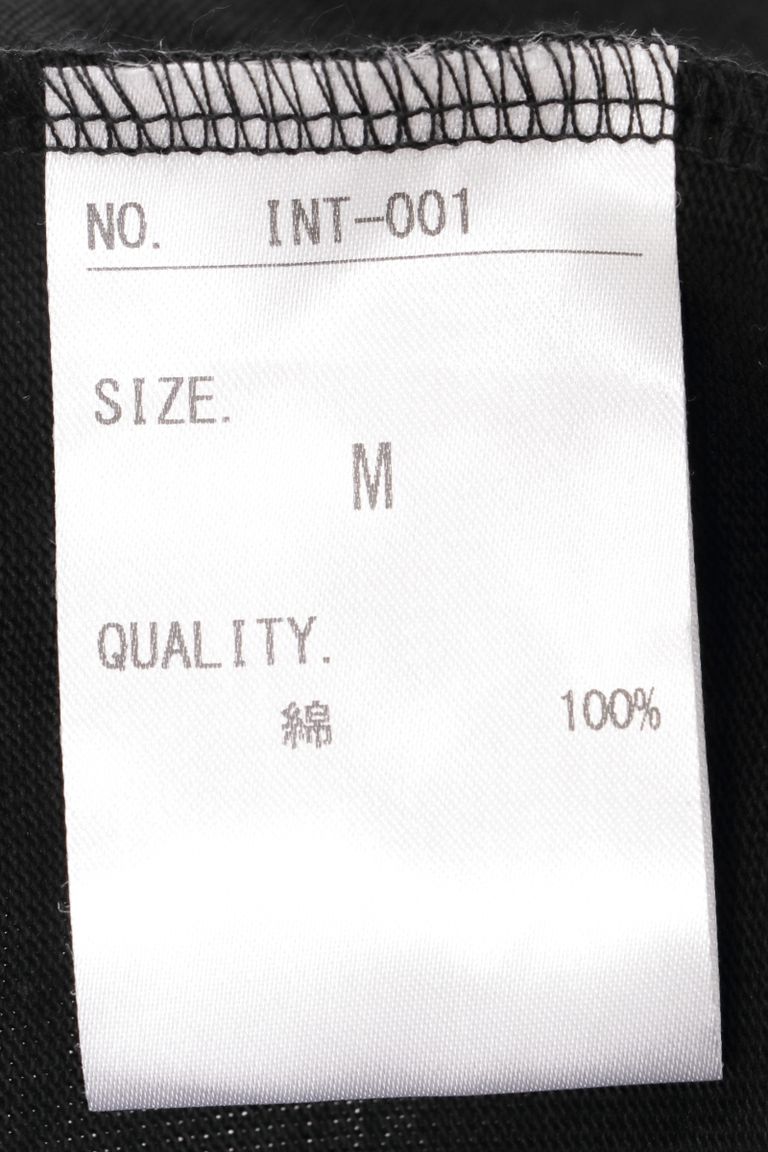 NO. INT-001
SIZE.
M
QUALITY.
綿 100%